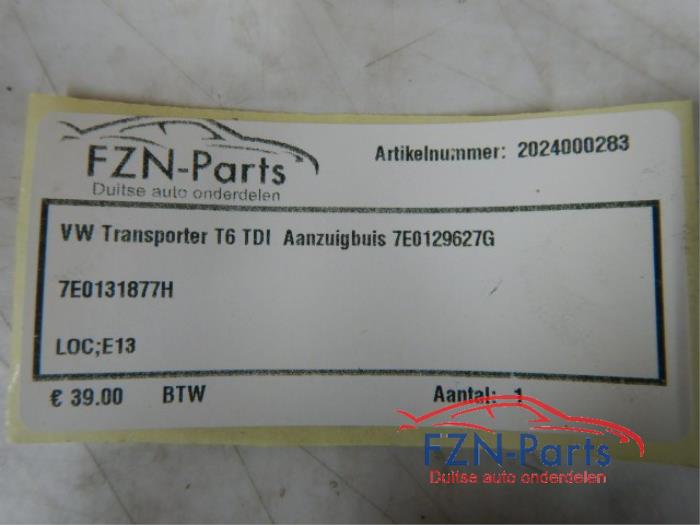 FZN-Parts
Duitse auto onderdelen
Artikelnummer: 2024000283
VW Transporter T6 TDI Aanzuigbuis 7E0129627G
7E0131877H
LOC;E13
€ 39.00 BTW Aantal: 1
FZN-Parts
Duitse auto onderdelen